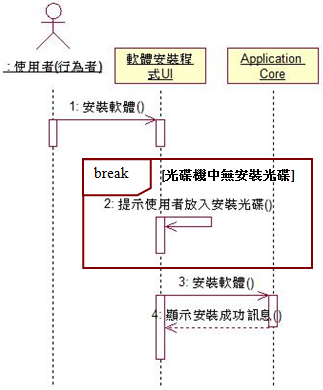 : 使用者(行為者)
軟體安裝程
式UI
Application
Core
1: 安裝軟體()
break
[光碟機中無安裝光碟]
2: 提示使用者放入安裝光碟()
3: 安裝軟體()
4: 顯示安裝成功訊息()